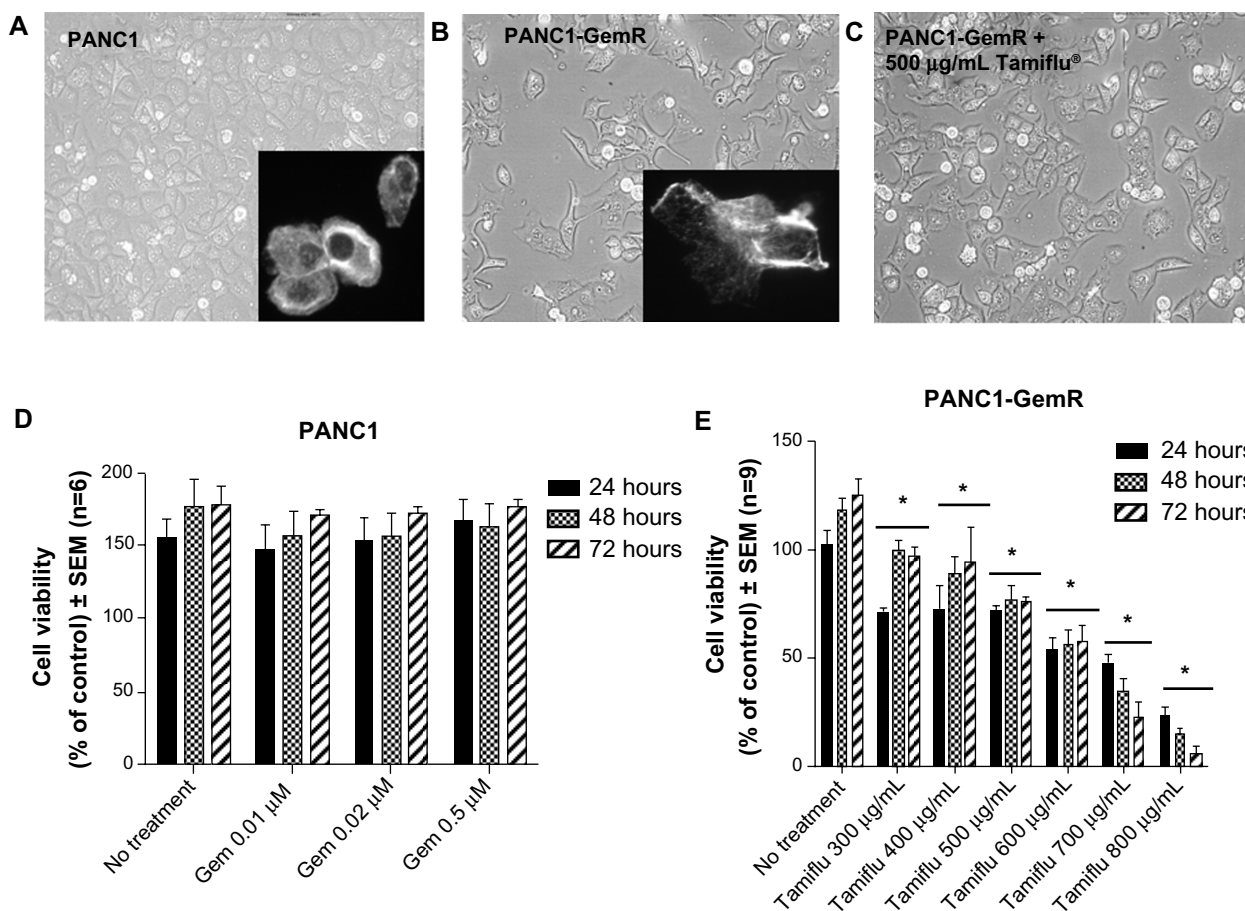 A
PANC1
B
PANC1-GemR
C
PANC1-GemR +
500 μg/mL Tamiflu®
D
PANC1
Cell viability
(% of control) ± SEM (n=6)
200
150
100
50
0
24 hours
48 hours
72 hours
No treatment
Gem 0.01 μM
Gem 0.02 μM
Gem 0.5 μM
E
PANC1-GemR
Cell viability
(% of control) ± SEM (n=9)
150
100
50
0
24 hours
48 hours
72 hours
*
*
*
*
*
*
No treatment
Tamiflu 300 μg/mL
Tamiflu 400 μg/mL
Tamiflu 500 μg/mL
Tamiflu 600 μg/mL
Tamiflu 700 μg/mL
Tamiflu 800 μg/mL